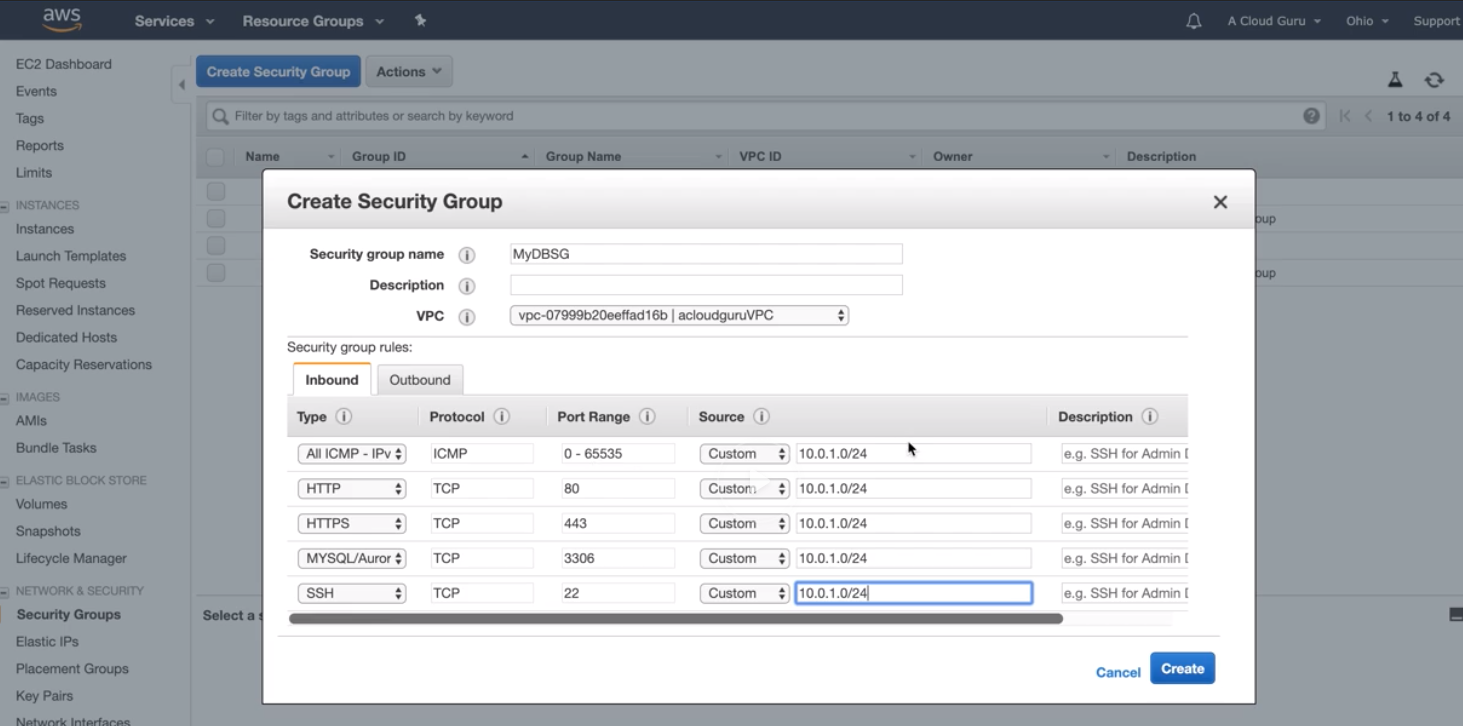 aws Services Resource Groups A Cloud Guru Ohio Support
EC2 Dashboard
Events
Tags
Reports
Limits
INSTANCES
Instances
Launch Templates
Spot Requests
Reserved Instances
Dedicated Hosts
Capacity Reservations
IMAGES
AMIs
Bundle Tasks
ELASTIC BLOCK STORE
Volumes
Snapshots
Lifecycle Manager
NETWORK & SECURITY
Security Groups
Elastic IPs
Placement Groups
Key Pairs
Network Interfaces
Create Security Group Actions
Filter by tags and attributes or search by keyword 1 to 4 of 4
Name Group ID Group Name VPC ID Owner Description
oup
oup
Select a s
Create Security Group
Security group name MyDBSG
Description
VPC vpc-07999b20eeffad16b | acloudguruVPC
Security group rules:
Inbound Outbound
Type Protocol Port Range Source Description
All ICMP - IPv ICMP 0 - 65535 Custom 10.0.1.0/24 e.g. SSH for Admin D
HTTP TCP 80 Custom 10.0.1.0/24 e.g. SSH for Admin D
HTTPS TCP 443 Custom 10.0.1.0/24 e.g. SSH for Admin D
MYSQL/Auror TCP 3306 Custom 10.0.1.0/24 e.g. SSH for Admin D
SSH TCP 22 Custom 10.0.1.0/24 e.g. SSH for Admin D
Cancel Create